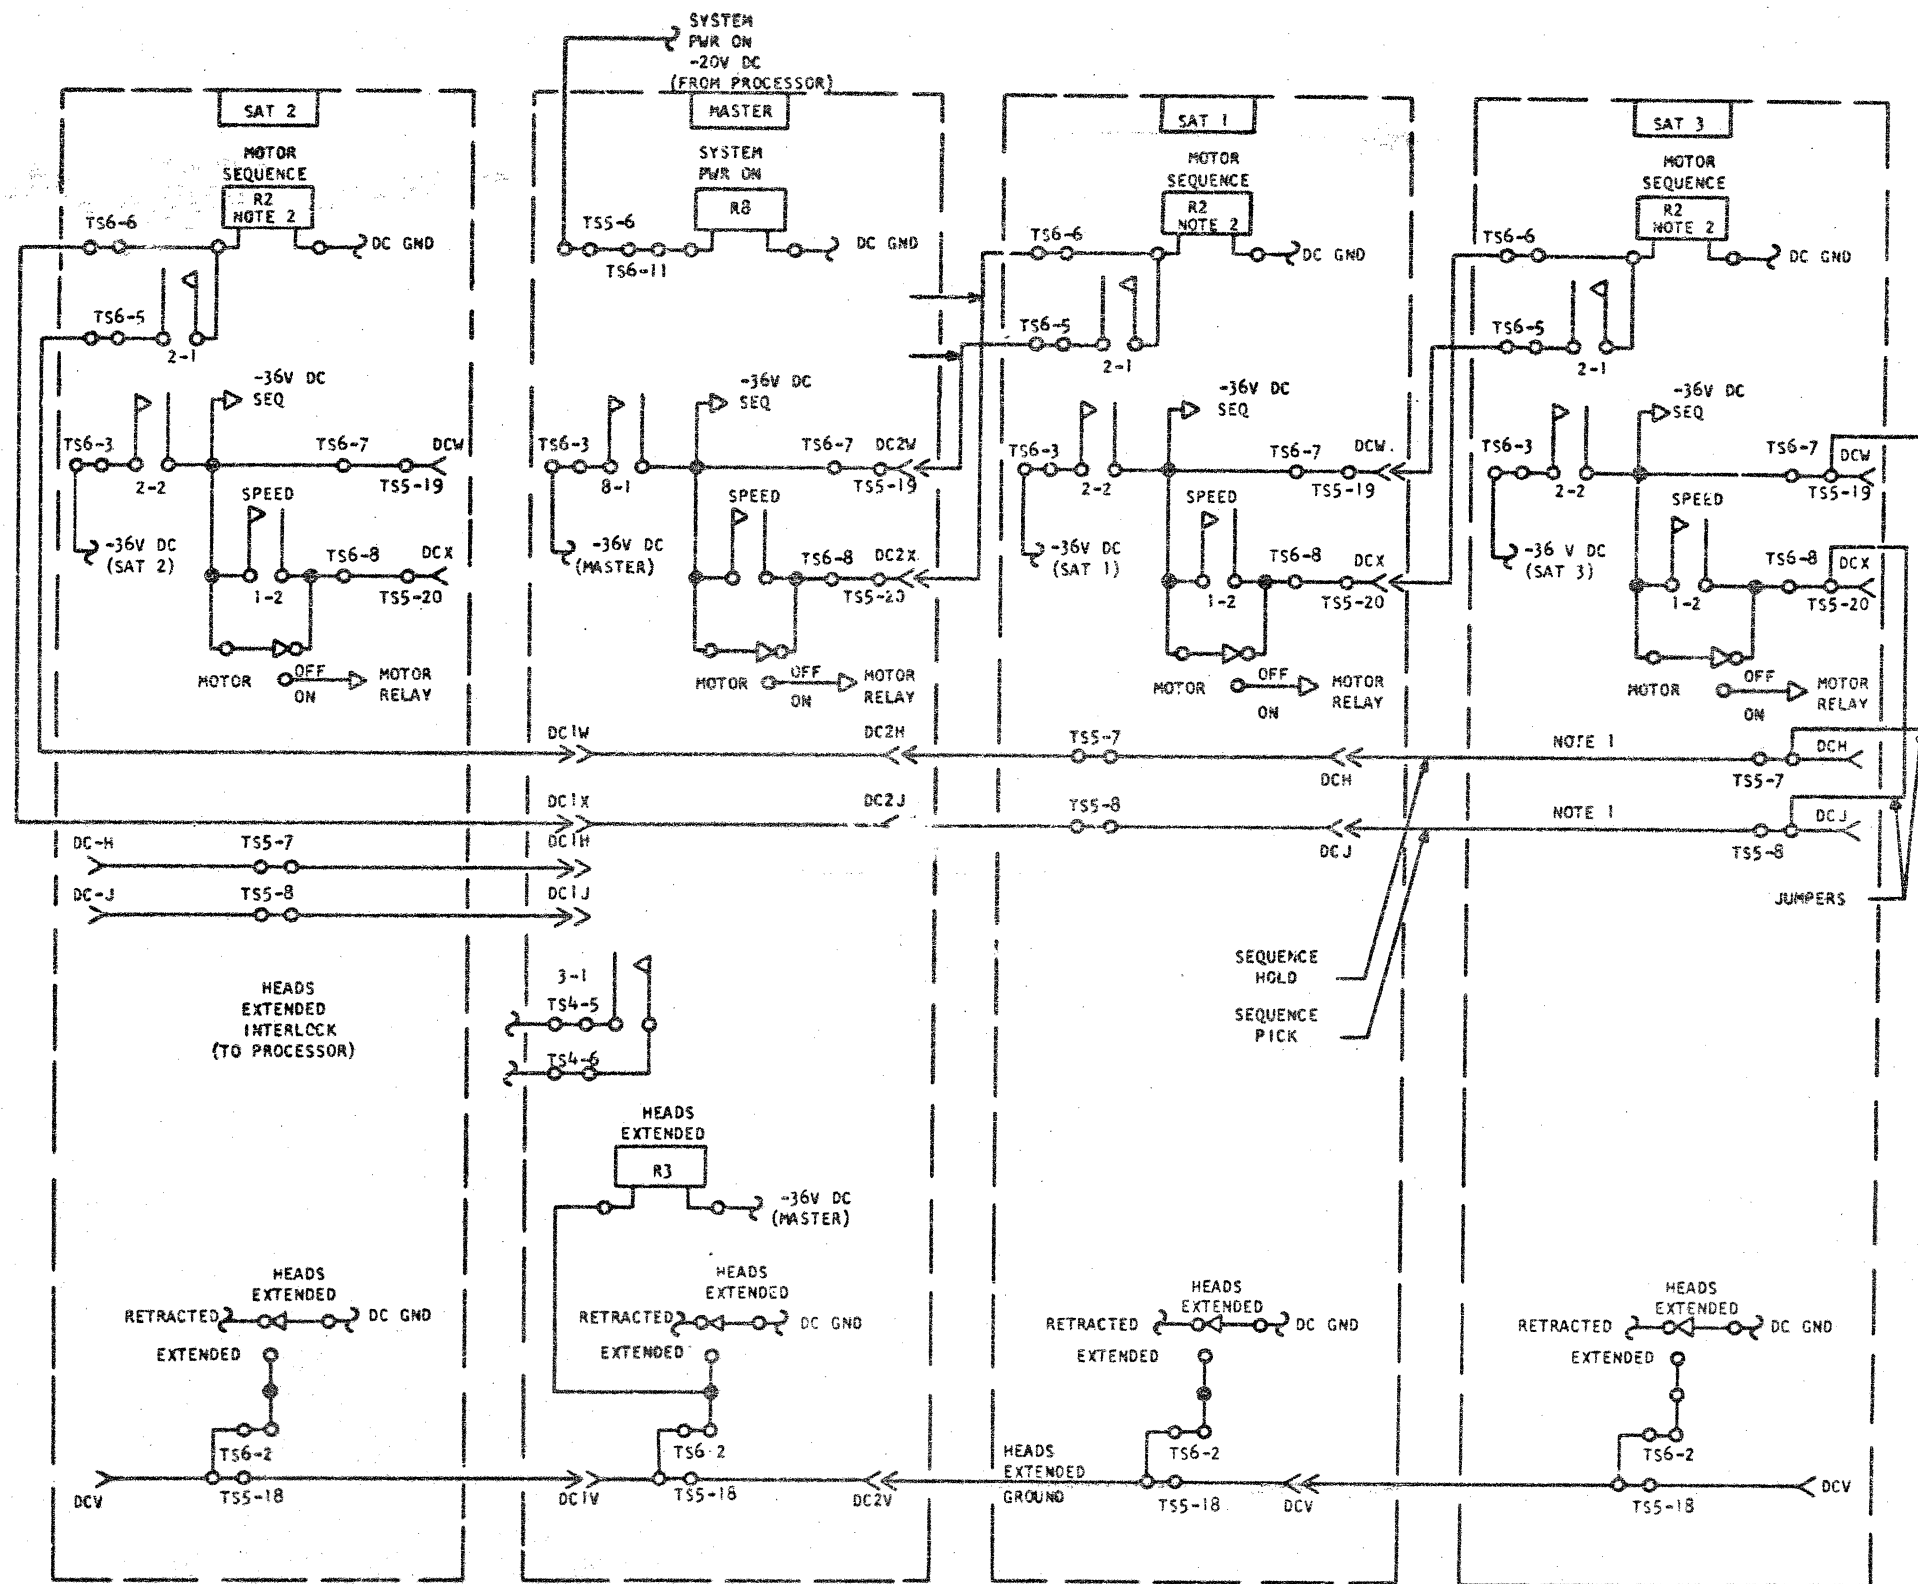 SYSTEM
PWR ON
-20V DC
(FROM PROCESSOR)
SAT 2
MOTOR
SEQUENCE
R2
NOTE 2
TS6-6
DC GND
TS6-5
2-1
-36V DC
SEQ
TS6-3
2-2
TS6-7
DCW
TS5-19
SPEED
-36V DC
(SAT 2)
1-2
TS6-8
DCX
TS5-20
MOTOR
OFF
ON
MOTOR
RELAY
DC-H
TS5-7
DC-J
TS5-8
HEADS
EXTENDED
INTERLOCK
(TO PROCESSOR)
HEADS
EXTENDED
RETRACTED
DC GND
EXTENDED
TS6-2
DCV
TS5-18
MASTER
SYSTEM
PWR ON
R8
TS5-6
TS6-11
DC GND
-36V DC
SEQ
TS6-3
8-1
TS6-7
DC2W
TS5-19
SPEED
-36V DC
(MASTER)
TS6-8
DC2X
TS5-20
MOTOR
OFF
ON
MOTOR
RELAY
DC1W
DC2H
DC1X
DC2J
DC1H
DC1J
3-1
TS4-5
TS4-6
HEADS
EXTENDED
R3
-36V DC
(MASTER)
HEADS
EXTENDED
RETRACTED
DC GND
EXTENDED
TS6-2
DC1V
TS5-18
DC2V
SAT 1
MOTOR
SEQUENCE
R2
NOTE 2
TS6-6
DC GND
TS6-5
2-1
-36V DC
SEQ
TS6-3
2-2
TS6-7
DCW
TS5-19
SPEED
-36V DC
(SAT 1)
1-2
TS6-8
DCX
TS5-20
MOTOR
OFF
ON
MOTOR
RELAY
TS5-7
DCH
TS5-8
DCJ
SEQUENCE
HOLD
SEQUENCE
PICK
HEADS
EXTENDED
RETRACTED
DC GND
EXTENDED
TS6-2
HEADS
EXTENDED
GROUND
TS5-18
DCV
SAT 3
MOTOR
SEQUENCE
R2
NOTE 2
TS6-6
DC GND
TS6-5
2-1
-36V DC
SEQ
TS6-3
2-2
TS6-7
DCW
TS5-19
SPEED
-36 V DC
(SAT 3)
1-2
TS6-8
DCX
TS5-20
MOTOR
OFF
ON
MOTOR
RELAY
NOTE 1
DCH
TS5-7
NOTE 1
DCJ
TS5-8
JUMPERS
HEADS
EXTENDED
RETRACTED
DC GND
EXTENDED
TS6-2
TS5-18
DCV